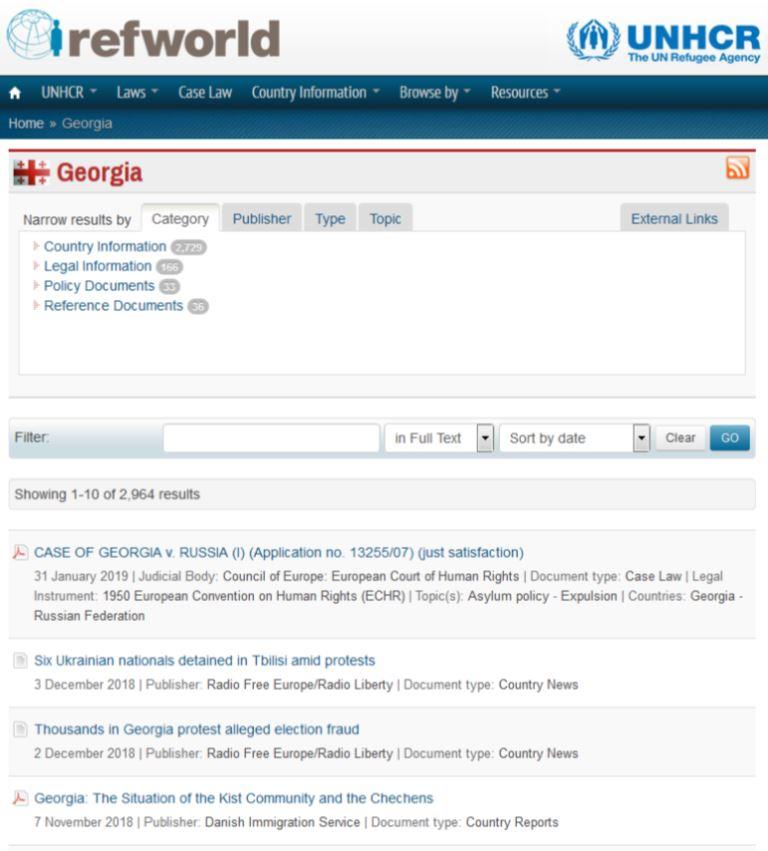 refworld
UNHCR
The UN Refugee Agency
UNHCR Laws Case Law Country Information Browse by Resources
Home » Georgia
Georgia
Narrow results by Category Publisher Type Topic External Links
Country Information 2,729
Legal Information 166
Policy Documents 33
Reference Documents 36
Filter: in Full Text Sort by date Clear GO
Showing 1-10 of 2,964 results
CASE OF GEORGIA v. RUSSIA (I) (Application no. 13255/07) (just satisfaction)
31 January 2019 | Judicial Body: Council of Europe: European Court of Human Rights | Document type: Case Law | Legal
Instrument: 1950 European Convention on Human Rights (ECHR) | Topic(s): Asylum policy - Expulsion | Countries: Georgia -
Russian Federation
Six Ukrainian nationals detained in Tbilisi amid protests
3 December 2018 | Publisher: Radio Free Europe/Radio Liberty | Document type: Country News
Thousands in Georgia protest alleged election fraud
2 December 2018 | Publisher: Radio Free Europe/Radio Liberty | Document type: Country News
Georgia: The Situation of the Kist Community and the Chechens
7 November 2018 | Publisher: Danish Immigration Service | Document type: Country Reports